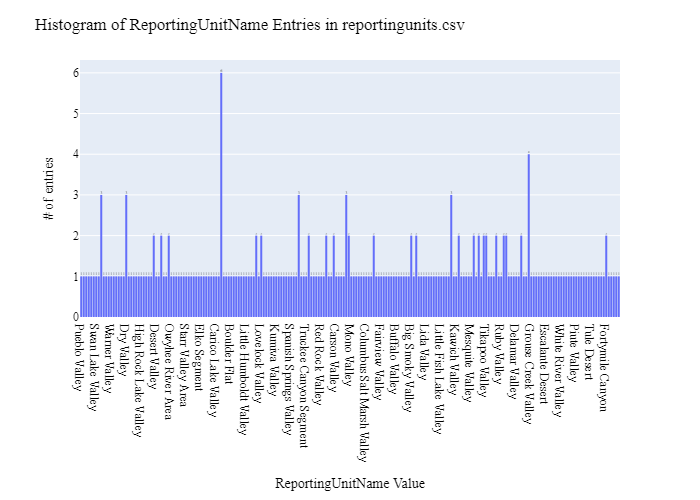 Histogram of ReportingUnitName Entries in reportingunits.csv
6
5
4
3
2
1
0
# of entries
Pueblo Valley
Swan Lake Valley
Warner Valley
Dry Valley
High Rock Lake Valley
Desert Valley
Owyhee River Area
Starr Valley Area
Elko Segment
Carico Lake Valley
Boulder Flat
Little Humboldt Valley
Lovelock Valley
Kumiva Valley
Spanish Springs Valley
Truckee Canyon Segment
Red Rock Valley
Carson Valley
Mono Valley
Columbus Salt Marsh Valley
Fairview Valley
Buffalo Valley
Big Smoky Valley
Lida Valley
Little Fish Lake Valley
Kawich Valley
Mesquite Valley
Tikapoo Valley
Ruby Valley
Delamar Valley
Grouse Creek Valley
Escalante Desert
White River Valley
Piute Valley
Tule Desert
Fortymile Canyon
ReportingUnitName Value